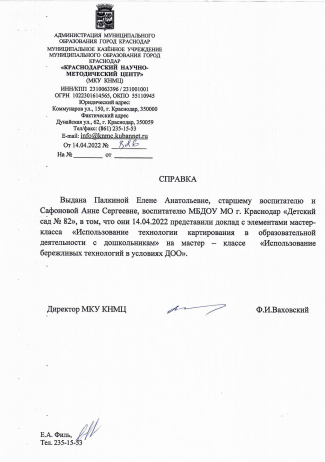 АДМИНИСТРАЦИЯ МУНИЦИПАЛЬНОГО
ОБРАЗОВАНИЯ ГОРОД КРАСНОДАР
МУНИЦИПАЛЬНОЕ КАЗЁННОЕ УЧРЕЖДЕНИЕ
МУНИЦИПАЛЬНОГО ОБРАЗОВАНИЯ ГОРОД
КРАСНОДАР
«КРАСНОДАРСКИЙ НАУЧНО-
МЕТОДИЧЕСКИЙ ЦЕНТР»
(МКУ КНМЦ)
ИНН/КПП 2310063396 / 231001001
ОГРН 1022301614565, ОКПО 55110945
Юридический адрес:
Коммунаров ул., 150, г. Краснодар, 350000
Фактический адрес
Дунайская ул., 62, г. Краснодар, 350059
Тел/факс: (861) 235-15-53
E-mail: info@knmc.kubannet.ru
От 14.04.2022 №
На № от
СПРАВКА
Выдана Палкиной Елене Анатольевне, старшему воспитателю и
Сафоновой Анне Сергеевне, воспитателю МБДОУ МО г. Краснодар «Детский
сад № 82», в том, что они 14.04.2022 представили доклад с элементами мастер-
класса «Использование технологии картирования в образовательной
деятельности с дошкольникам» на мастер – классе «Использование
бережливых технологий в условиях ДОО».
Директор МКУ КНМЦ Ф.И.Ваховский
Е.А. Филь,
Тел. 235-15-53